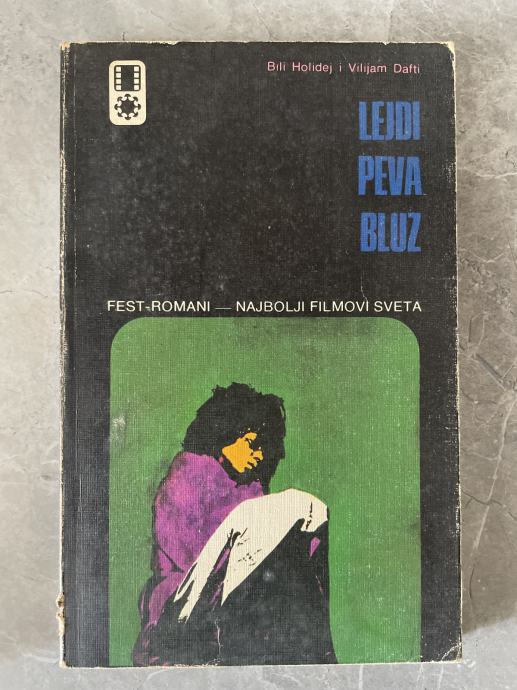 Bili Holidej i Vilijam Dafti
LEJDI
PEVA
BLUZ
FEST-ROMANI — NAJBOLJI FILMOVI SVETA